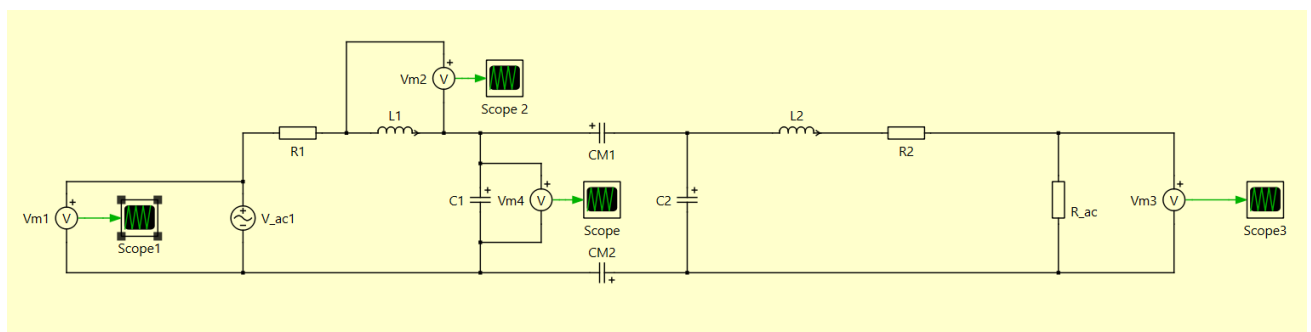 Vm2
Scope 2
L1
L2
R1
CM1
R2
Vm1
V_ac1
Scope1
C1
Vm4
Scope
C2
R_ac
Vm3
Scope3
CM2
V
V
V
V
+
+
+
+
+
+
+
+
+
+